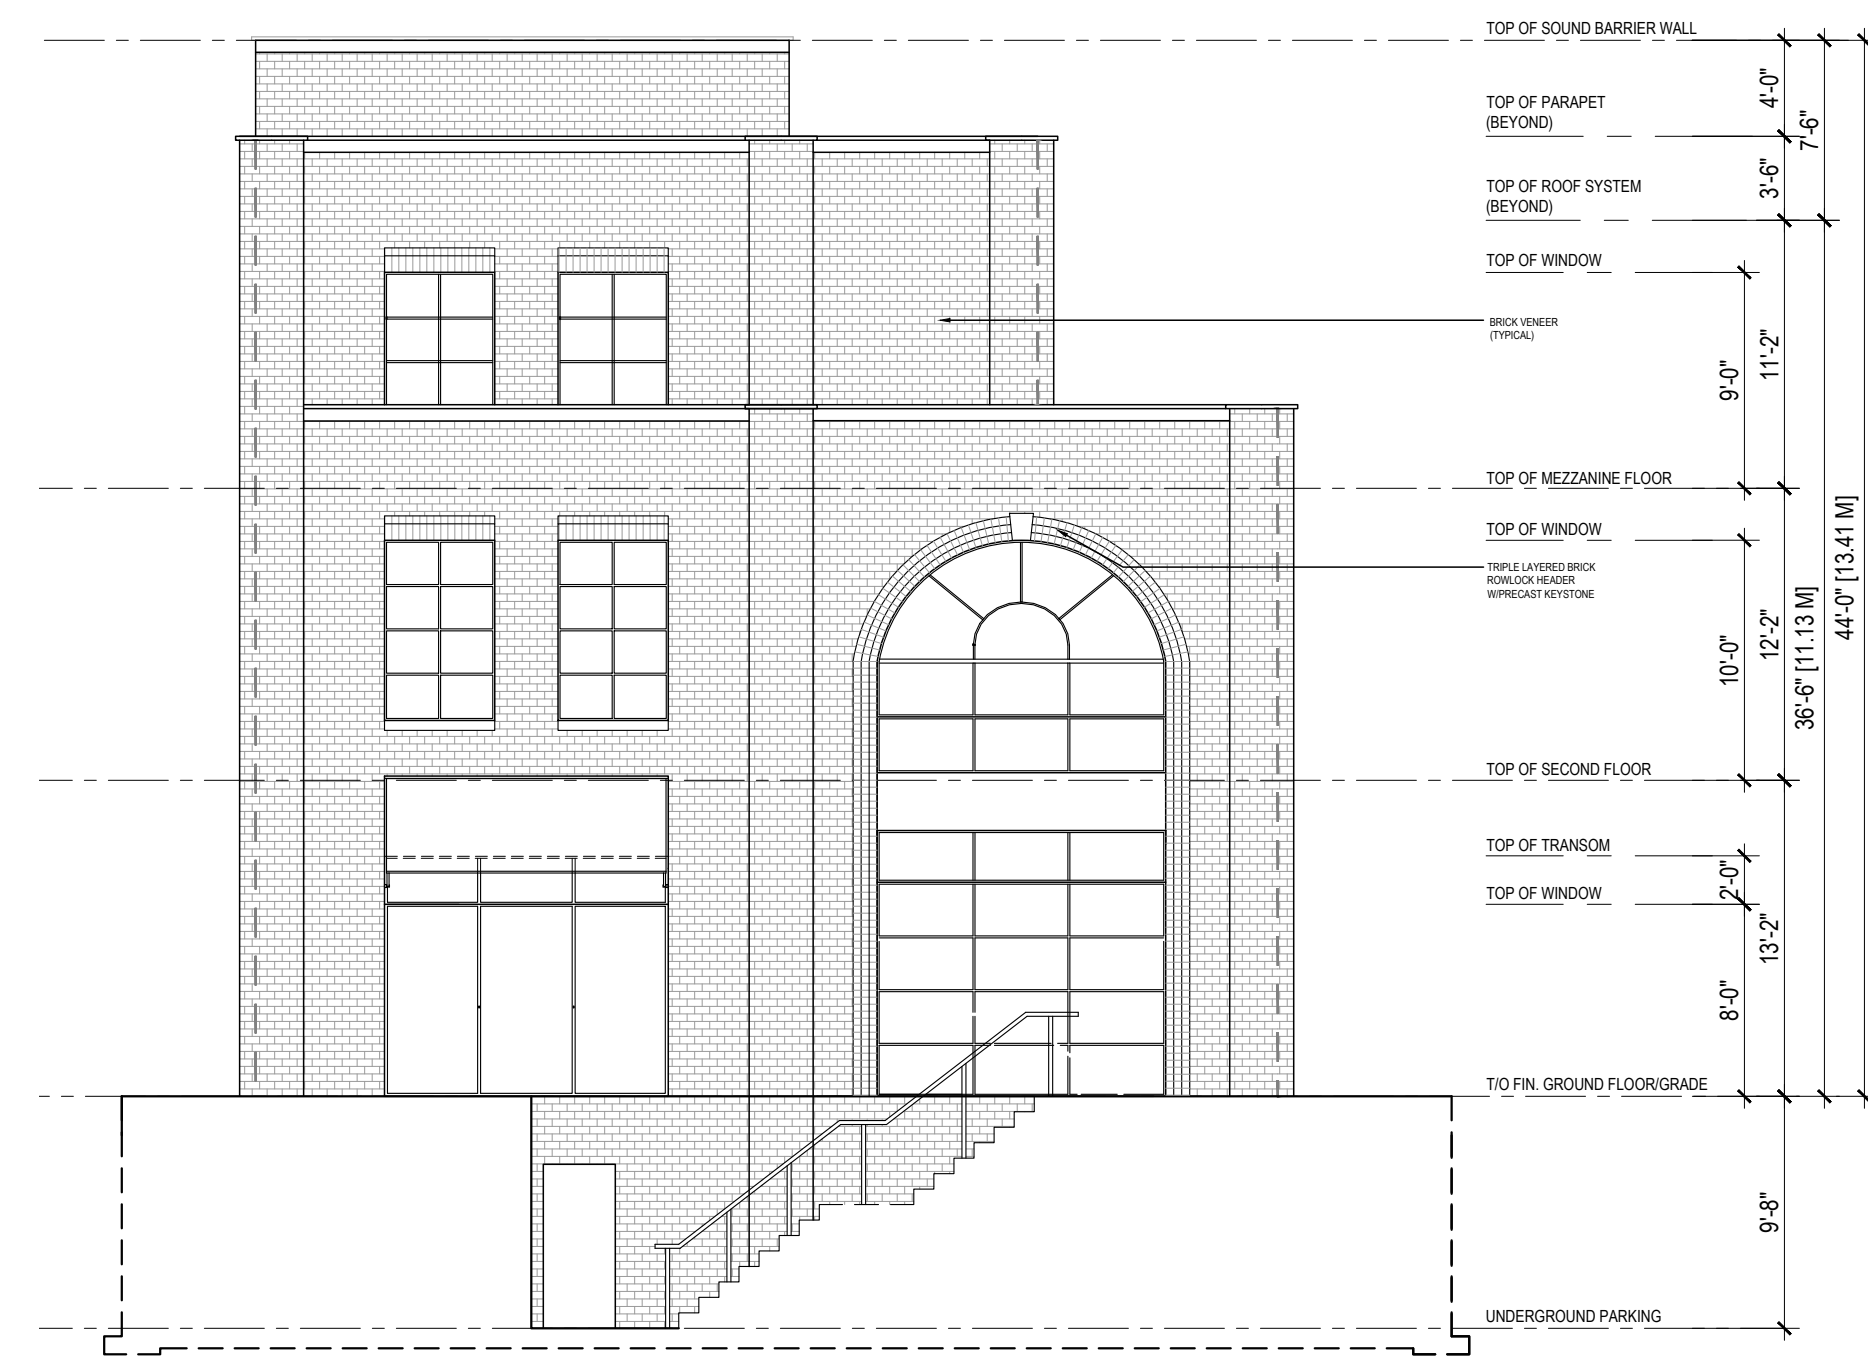 TOP OF SOUND BARRIER WALL
4'-0"
TOP OF PARAPET
(BEYOND)
7'-6"
3'-6"
TOP OF ROOF SYSTEM
(BEYOND)
TOP OF WINDOW
BRICK VENEER
(TYPICAL)
11'-2"
9'-0"
TOP OF MEZZANINE FLOOR
44'-0" [13.41 M]
TOP OF WINDOW
TRIPLE LAYERED BRICK
ROWLOCK HEADER
W/PRECAST KEYSTONE
12'-2"
36'-6" [11.13 M]
10'-0"
TOP OF SECOND FLOOR
TOP OF TRANSOM
2'-0"
TOP OF WINDOW
13'-2"
8'-0"
T/O FIN. GROUND FLOOR/GRADE
9'-8"
UNDERGROUND PARKING